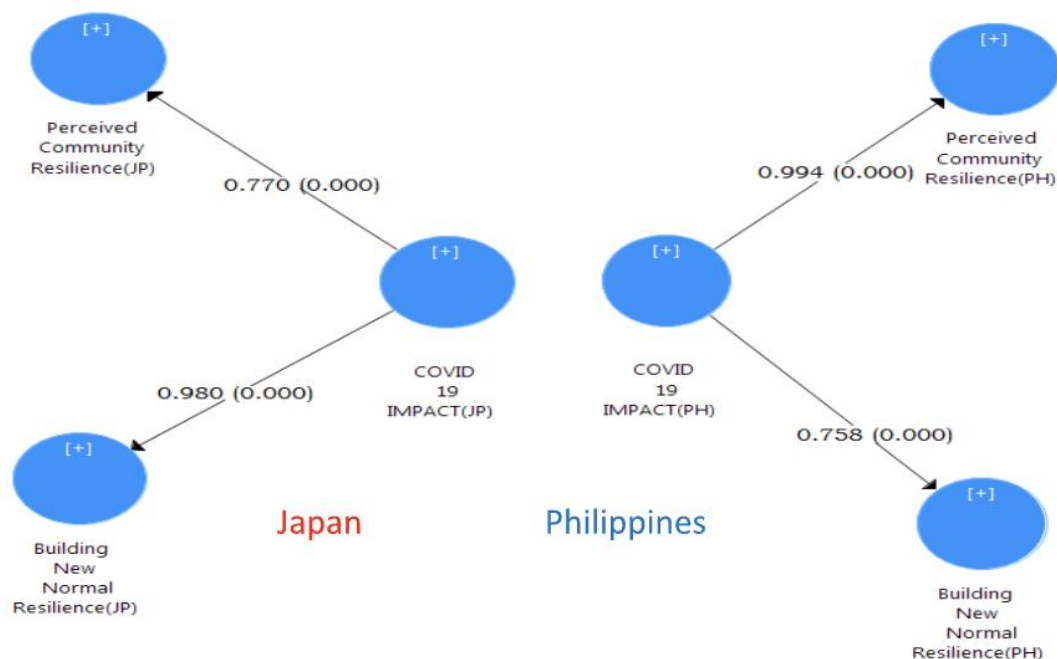 [+]
Perceived
Community
Resilience(JP)
0.770 (0.000)
[+]
COVID
19
IMPACT(JP)
0.980 (0.000)
[+]
Building
New
Normal
Resilience(JP)
Japan
[+]
Perceived
Community
Resilience(PH)
0.994 (0.000)
[+]
COVID
19
IMPACT(PH)
0.758 (0.000)
[+]
Building
New
Normal
Resilience(PH)
Philippines